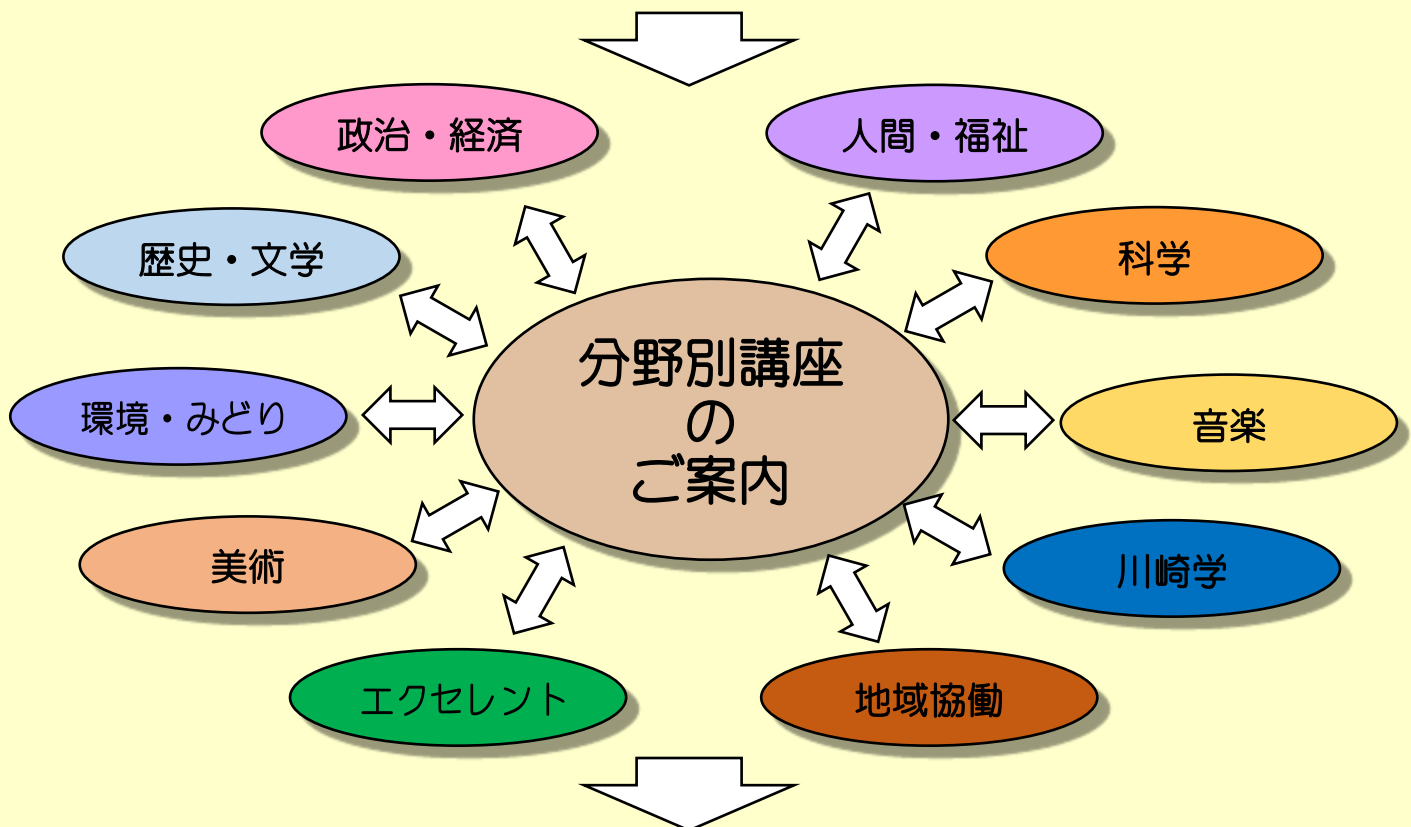 政治・経済
人間・福祉
歴史・文学
科学
分野別講座
の
ご案内
環境・みどり
音楽
美術
川崎学
エクセレント
地域協働